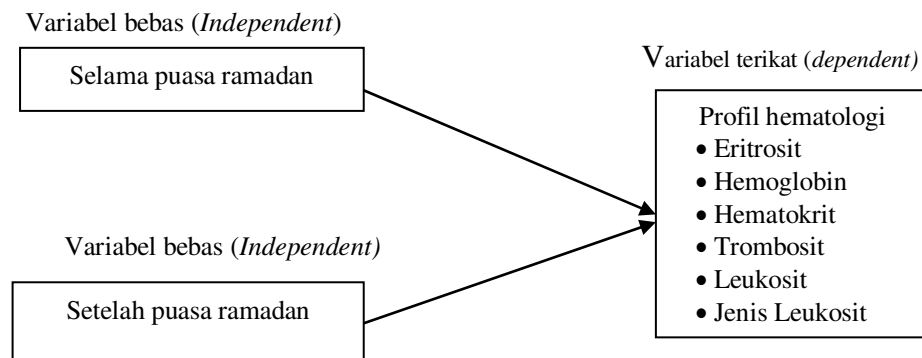 Variabel bebas (Independent)
Selama puasa ramadan
Variabel bebas (Independent)
Setelah puasa ramadan
Variabel terikat (dependent)
Profil hematologi
• Eritrosit
• Hemoglobin
• Hematokrit
• Trombosit
• Leukosit
• Jenis Leukosit